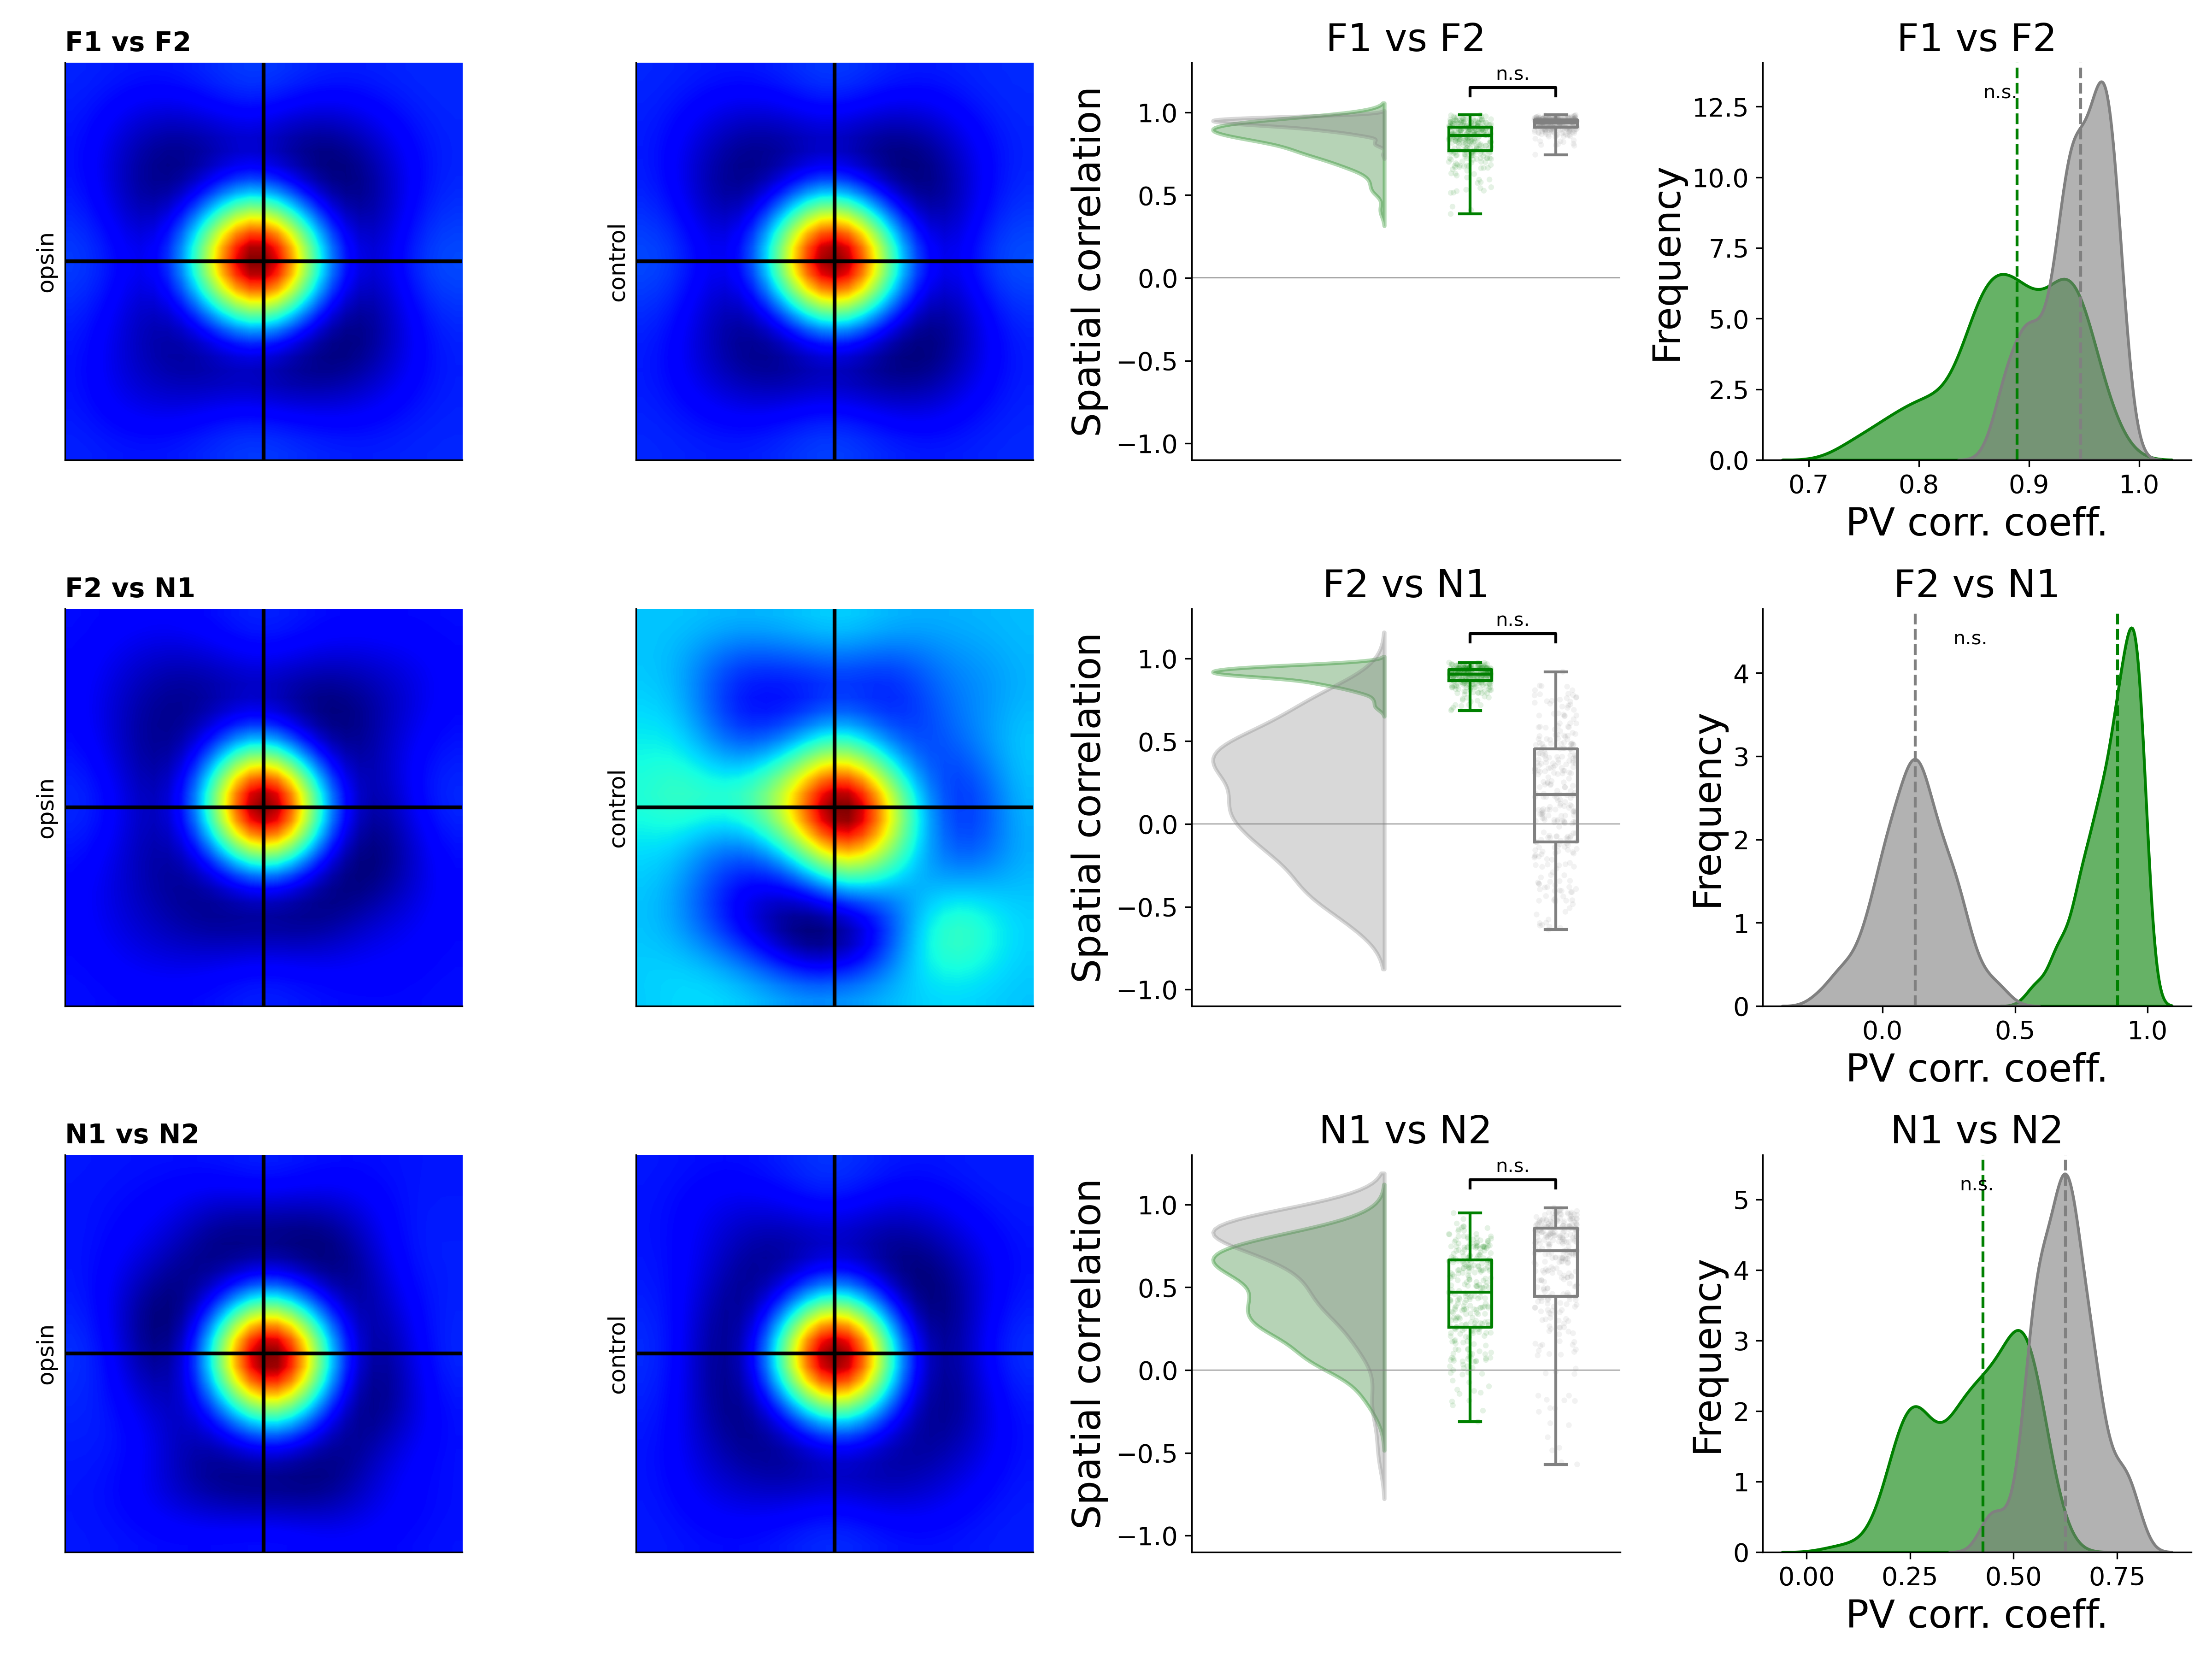 F1 vs F2
opsin
control
F1 vs F2
Spatial correlation
1.0
0.5
0.0
−0.5
−1.0
n.s.
F1 vs F2
Frequency
12.5
10.0
7.5
5.0
2.5
0.0
n.s.
0.7 0.8 0.9 1.0
PV corr. coeff.
F2 vs N1
opsin
control
F2 vs N1
Spatial correlation
1.0
0.5
0.0
−0.5
−1.0
n.s.
F2 vs N1
Frequency
4
3
2
1
0
n.s.
0.0 0.5 1.0
PV corr. coeff.
N1 vs N2
opsin
control
N1 vs N2
Spatial correlation
1.0
0.5
0.0
−0.5
−1.0
n.s.
N1 vs N2
Frequency
5
4
3
2
1
0
n.s.
0.00 0.25 0.50 0.75
PV corr. coeff.